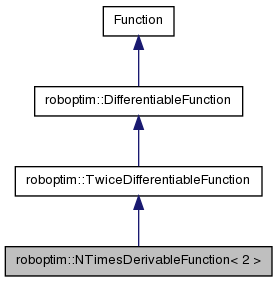 Function
roboptim::DifferentiableFunction
roboptim::TwiceDifferentiableFunction
roboptim::NTimesDerivableFunction< 2 >